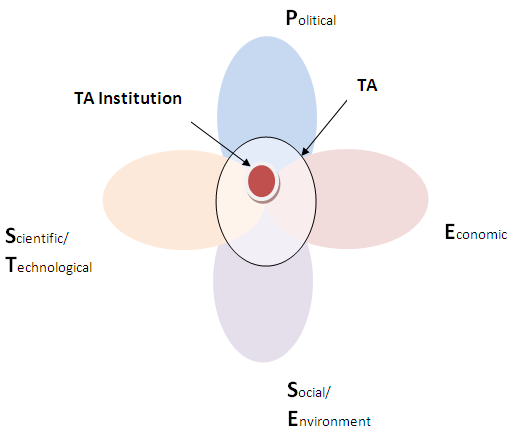 Political
TA Institution
TA
Scientific/
Technological
Economic
Social/
Environment